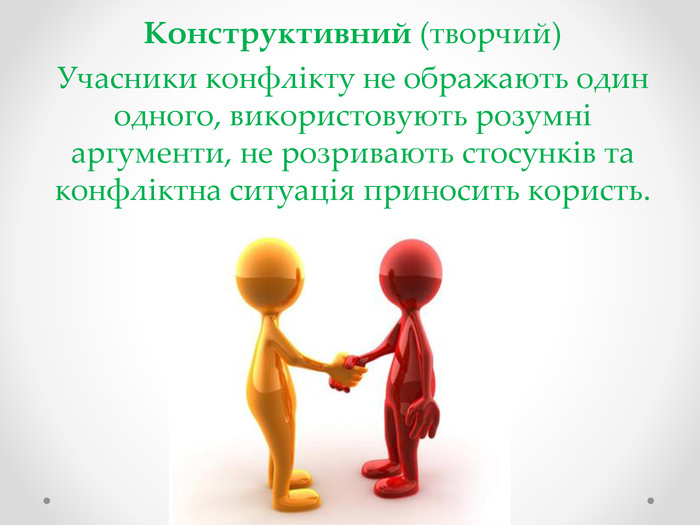 Конструктивний (творчий)
Учасники конфлікту не ображають один
одного, використовують розумні
аргументи, не розривають стосунків та
конфліктна ситуація приносить користь.